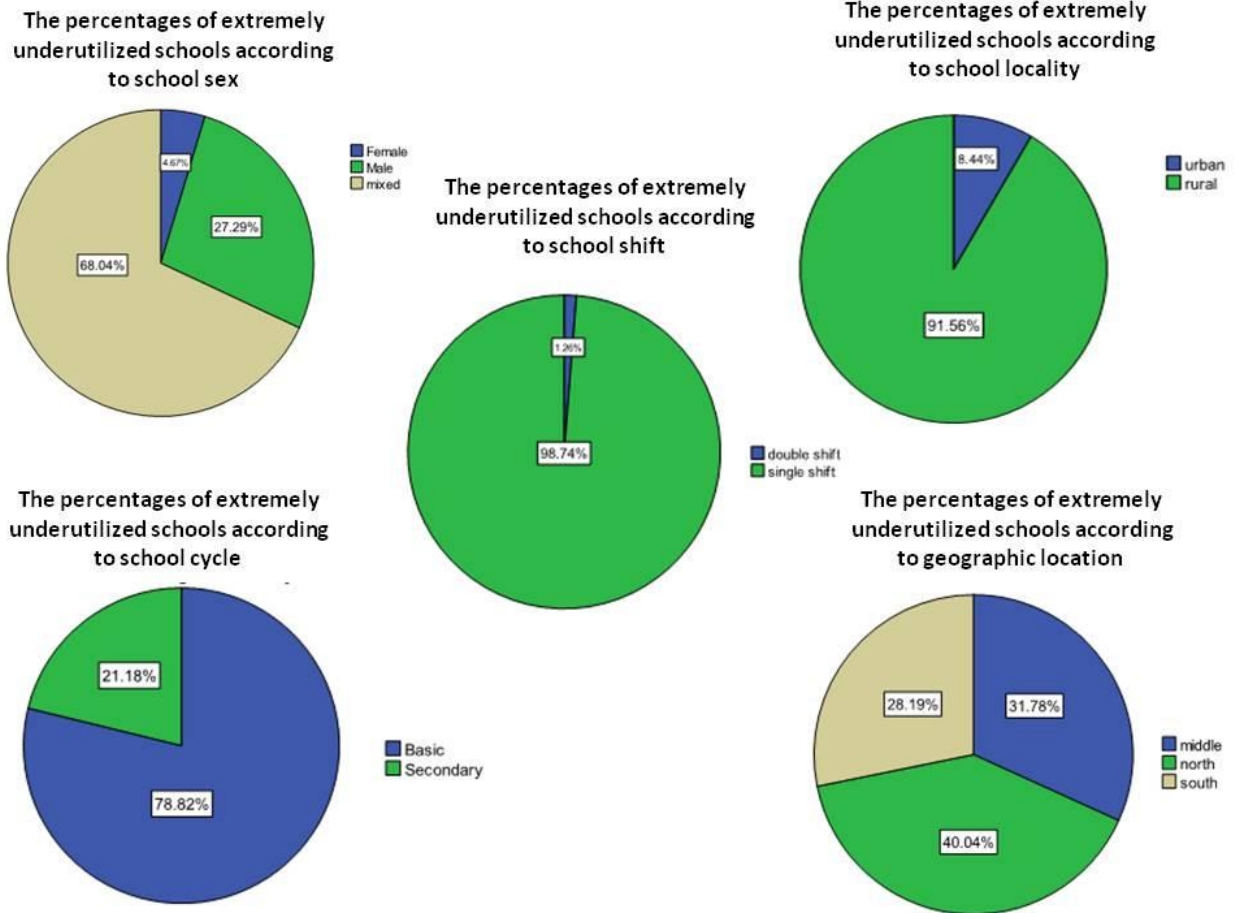 The percentages of extremely
underutilized schools according
to school sex
4.67%
27.29%
68.04%
Female
Male
mixed
The percentages of extremely
underutilized schools according
to school locality
8.44%
91.56%
urban
rural
The percentages of extremely
underutilized schools according
to school shift
1.26%
98.74%
double shift
single shift
The percentages of extremely
underutilized schools according
to school cycle
21.18%
78.82%
Basic
Secondary
The percentages of extremely
underutilized schools according
to geographic location
28.19%
31.78%
40.04%
middle
north
south